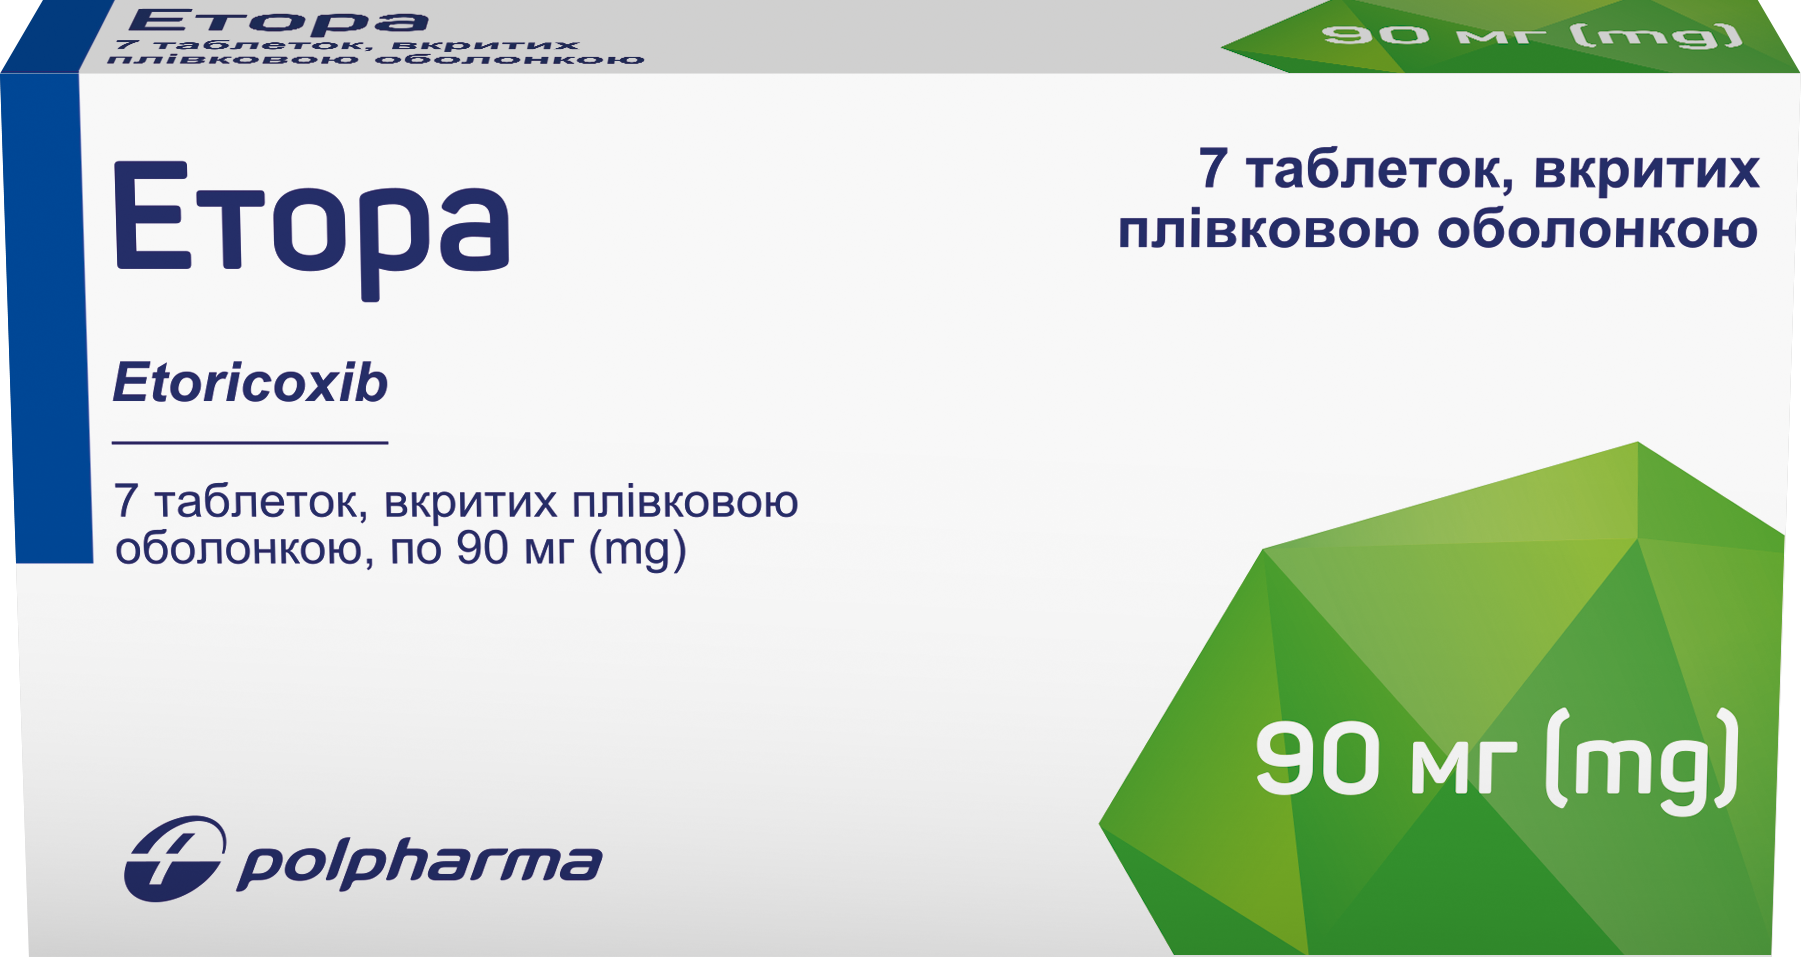 Етора
7 таблеток, вкритих
плівковою оболонкою
90 мг (mg)
Етора
7 таблеток, вкритих
плівковою оболонкою
Etoricoxib
7 таблеток, вкритих плівковою
оболонкою, по 90 мг (mg)
90 мг (mg)
polpharma